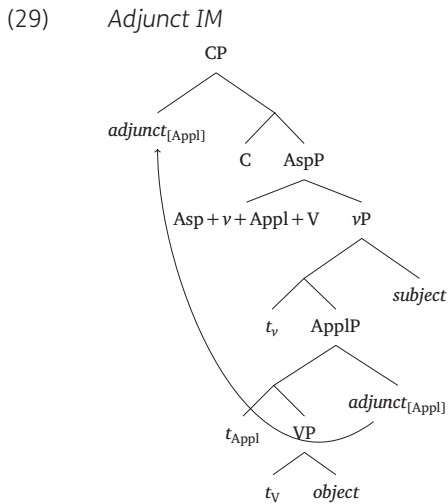 (29) Adjunct IM
CP
adjunct[Appl]
C AspP
Asp + v + Appl + V vP
subject
tv ApplP
adjunct[Appl]
tAppl VP
tV object